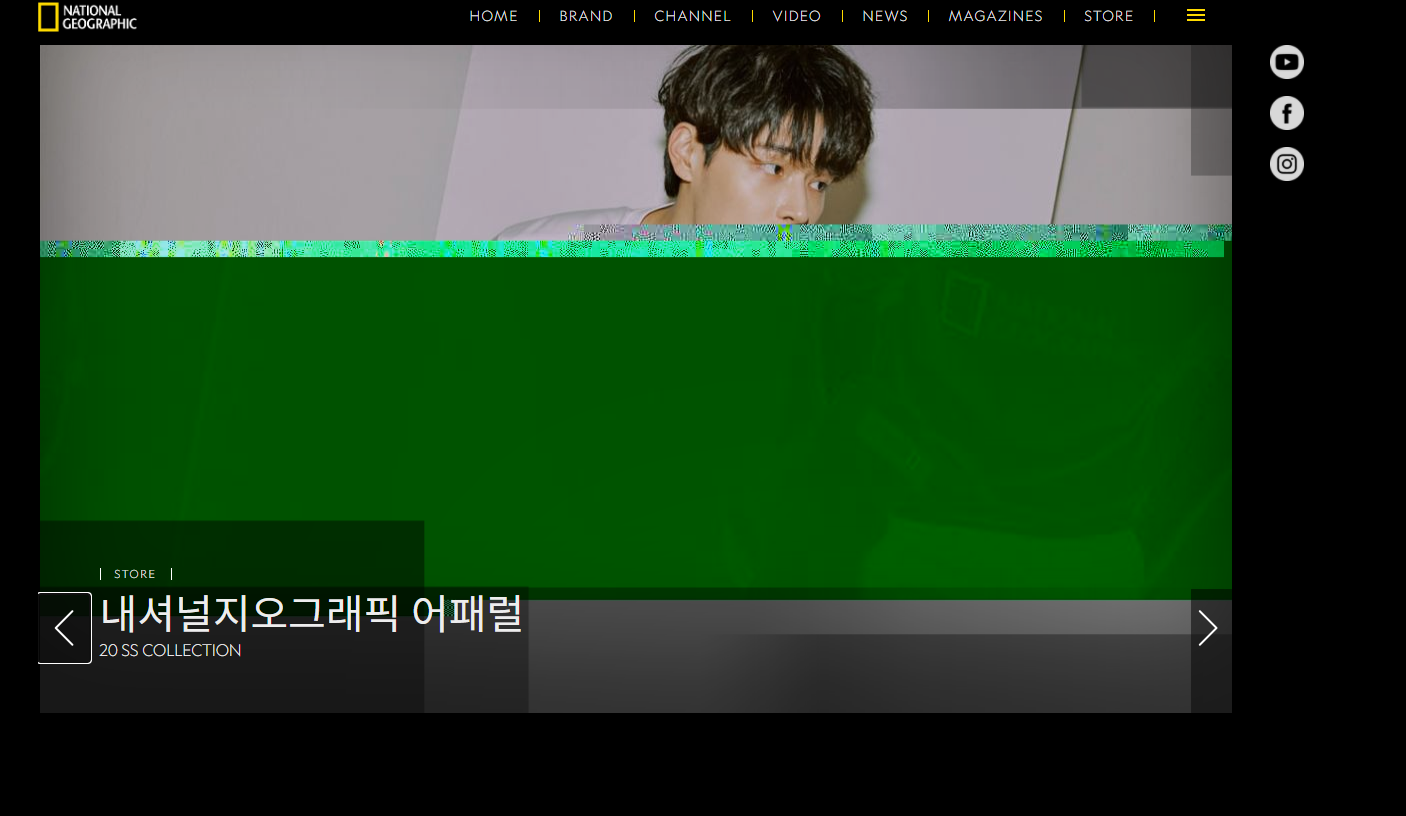 NATIONAL
GEOGRAPHIC
HOME
BRAND
CHANNEL
VIDEO
NEWS
MAGAZINES
STORE
STORE
내셔널지오그래픽 어패럴
20 SS COLLECTION